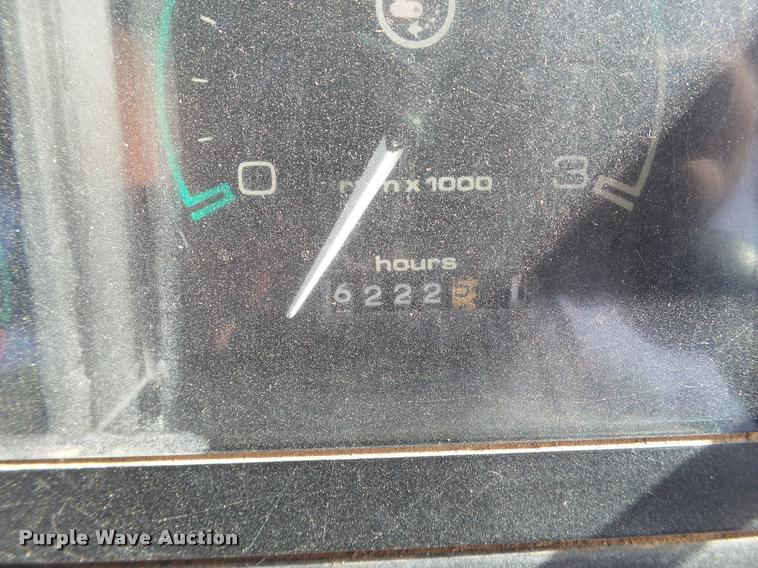 0 3
rpm x 1000
hours
6222
Purple Wave Auction®